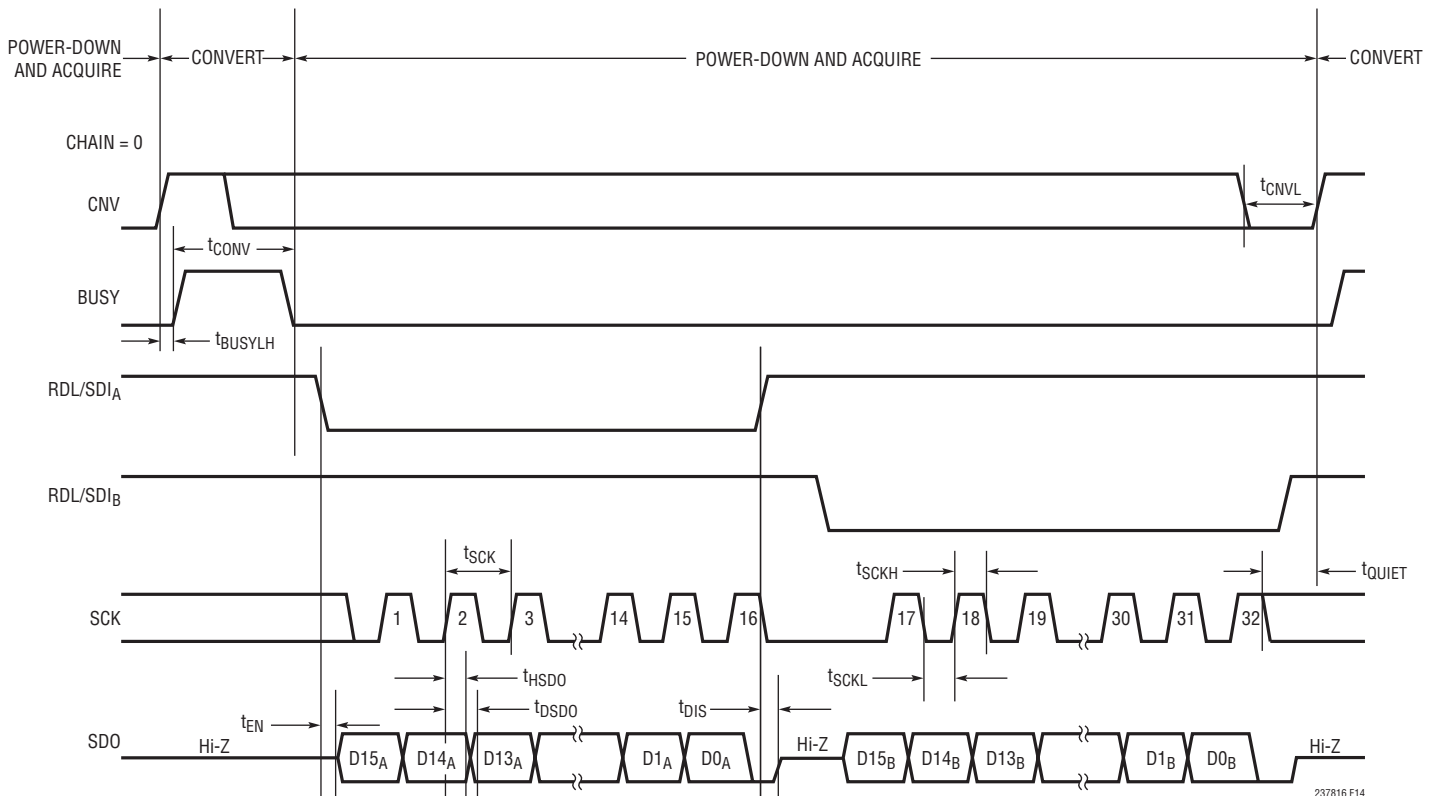 POWER-DOWN
AND ACQUIRE
CONVERT
POWER-DOWN AND ACQUIRE
CONVERT
CHAIN = 0
CNV
tCNVL
tCONV
BUSY
tBUSYLH
RDL/SDIA
RDL/SDIB
tSCK
tSCKH
tQUIET
SCK
1 2 3 14 15 16 17 18 19 30 31 32
tHSDO
tSCKL
tDSDO
tDIS
tEN
SDO
Hi-Z D15A D14A D13A D1A D0A Hi-Z D15B D14B D13B D1B D0B Hi-Z
237816 F14